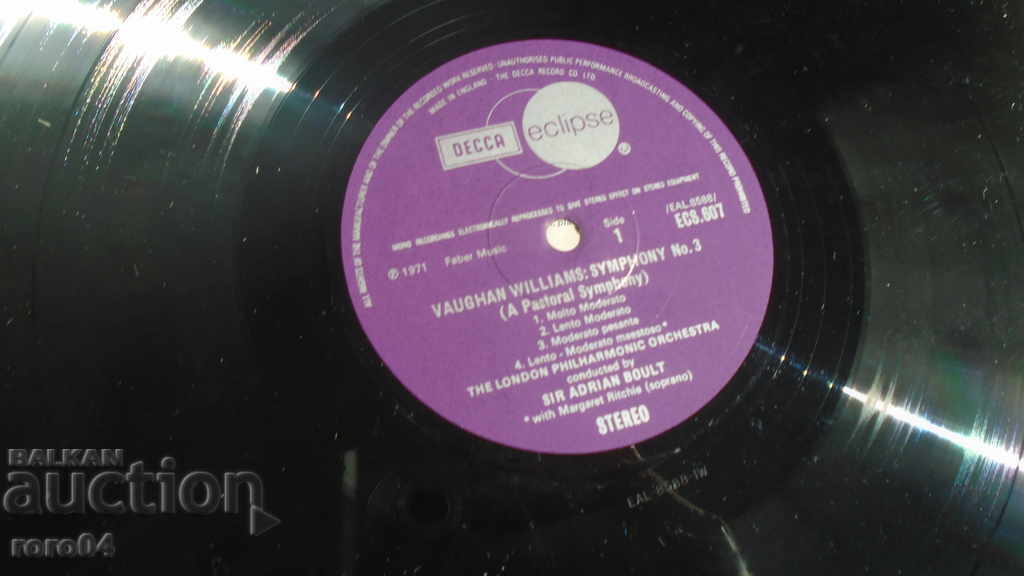 ALL RIGHTS OF THE MANUFACTURER AND OF THE OWNER OF THE RECORDED WORK RESERVED · UNAUTHORISED PUBLIC PERFORMANCE BROADCASTING AND COPYING OF THIS RECORD PROHIBITED
MADE IN ENGLAND · THE DECCA RECORD CO LTD
DECCA
eclipse
MONO RECORDINGS ELECTRONICALLY REPROCESSED TO GIVE STEREO EFFECT ON STEREO EQUIPMENT
℗ 1971 Faber Music
Side
1
/EAL.9588/
ECS.607
VAUGHAN WILLIAMS: SYMPHONY No.3
(A Pastoral Symphony)
1. Molto Moderato
2. Lento Moderato
3. Moderato pesante
4. Lento - Moderato maestoso*
THE LONDON PHILHARMONIC ORCHESTRA
conducted by
SIR ADRIAN BOULT
* with Margaret Ritchie (soprano)
STEREO
EAL 9588 1W
BALKAN
auction
roro04